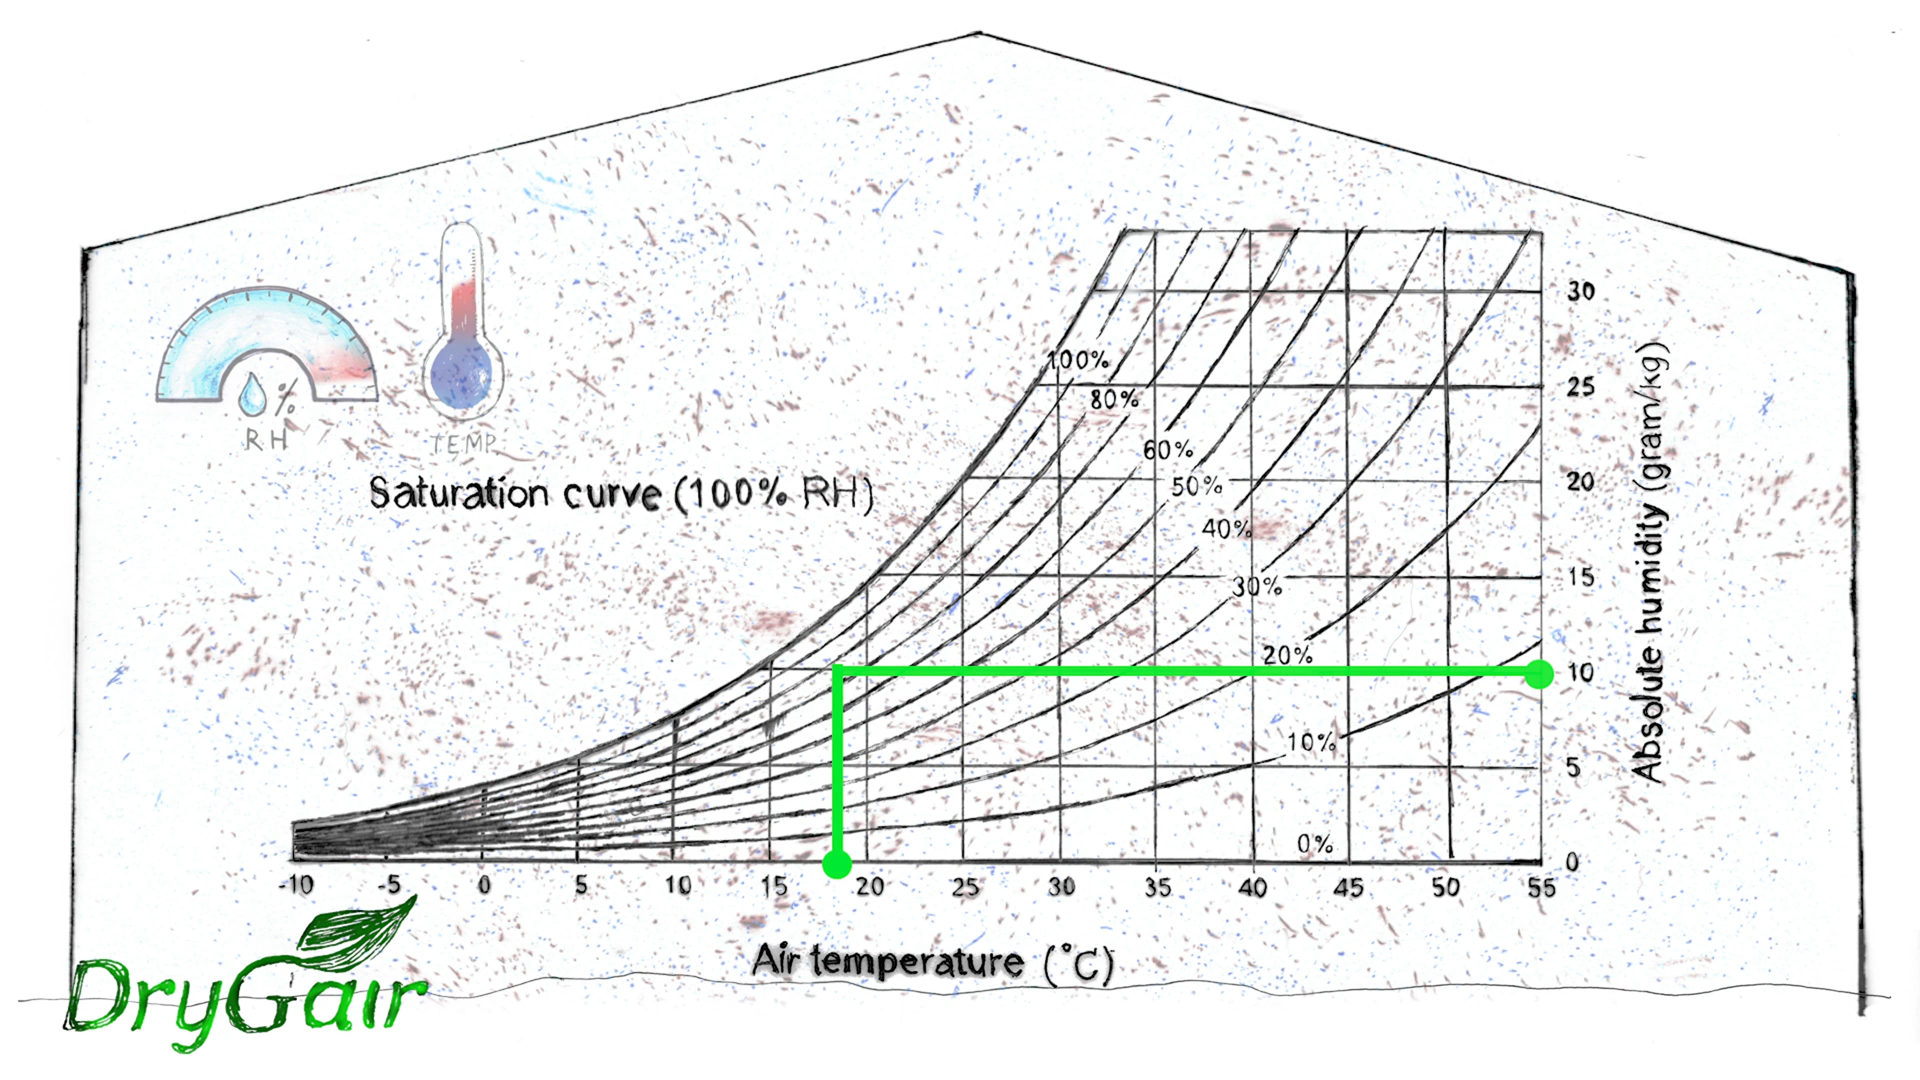 RH
%
TEMP
Saturation curve (100% RH)
100%
80%
60%
50%
40%
30%
20%
10%
0%
30
25
20
15
10
5
0
Absolute humidity (gram/kg)
-10 -5 0 5 10 15 20 25 30 35 40 45 50 55
Air temperature (°C)
DryGair